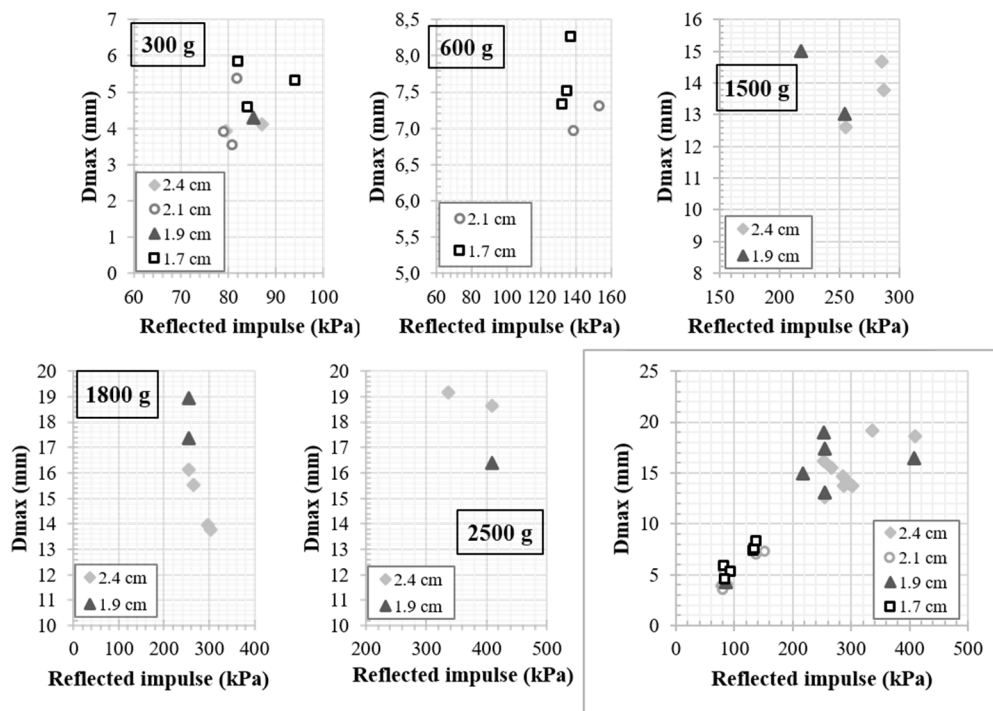 300 g
7
6
5
4
3
2
1
0
Dmax (mm)
2.4 cm
2.1 cm
1.9 cm
1.7 cm
60 70 80 90 100
Reflected impulse (kPa)
600 g
8,5
8,0
7,5
7,0
6,5
6,0
5,5
5,0
Dmax (mm)
2.1 cm
1.7 cm
60 80 100 120 140 160
Reflected impulse (kPa)
1500 g
16
15
14
13
12
11
10
9
8
Dmax (mm)
2.4 cm
1.9 cm
150 200 250 300
Reflected impulse (kPa)
1800 g
20
19
18
17
16
15
14
13
12
11
10
Dmax (mm)
2.4 cm
1.9 cm
0 100 200 300 400
Reflected impulse (kPa)
20
19
18
17
16
15
14
13
12
11
10
Dmax (mm)
2500 g
2.4 cm
1.9 cm
200 300 400 500
Reflected impulse (kPa)
25
20
15
10
5
0
Dmax (mm)
2.4 cm
2.1 cm
1.9 cm
1.7 cm
0 100 200 300 400 500
Reflected impulse (kPa)